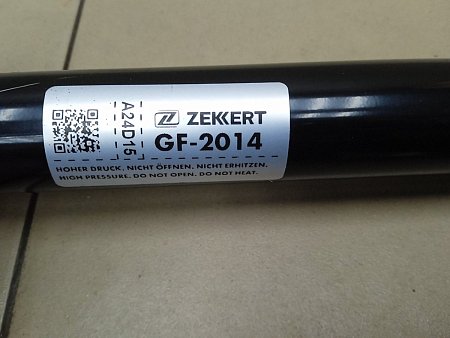 A24D15
ZEKKERT
GF-2014
HOHER DRUCK. NICHT ÖFFNEN. NICHT ERHITZEN.
HIGH PRESSURE. DO NOT OPEN. DO NOT HEAT.